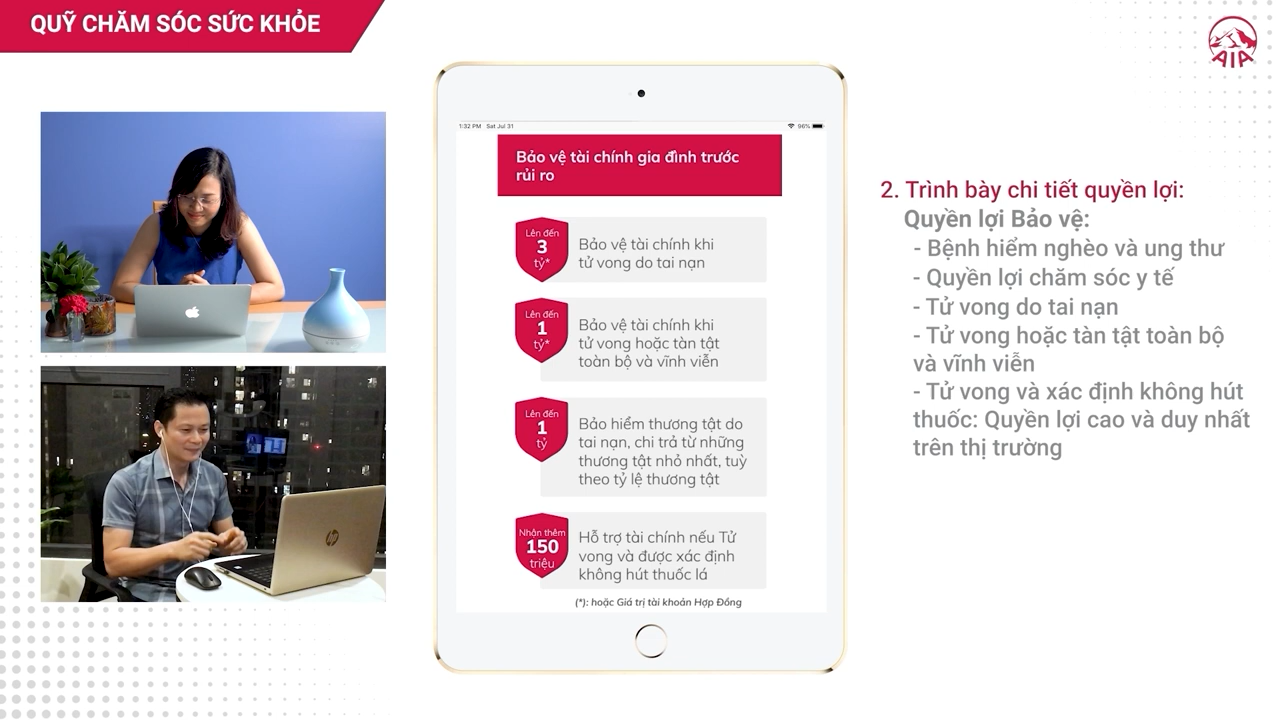 QUỸ CHĂM SÓC SỨC KHỎE
AIA
1:32 PM Sat Jul 31
96%
Bảo vệ tài chính gia đình trước
rủi ro
Lên đến
3
tỷ*
Bảo vệ tài chính khi
tử vong do tai nạn
Lên đến
1
tỷ*
Bảo vệ tài chính khi
tử vong hoặc tàn tật
toàn bộ và vĩnh viễn
Lên đến
1
tỷ
Bảo hiểm thương tật do
tai nạn, chi trả từ những
thương tật nhỏ nhất, tuỳ
theo tỷ lệ thương tật
Nhận thêm
150
triệu
Hỗ trợ tài chính nếu Tử
vong và được xác định
không hút thuốc lá
(*): hoặc Giá trị tài khoản Hợp Đồng
2. Trình bày chi tiết quyền lợi:
Quyền lợi Bảo vệ:
- Bệnh hiểm nghèo và ung thư
- Quyền lợi chăm sóc y tế
- Tử vong do tai nạn
- Tử vong hoặc tàn tật toàn bộ
và vĩnh viễn
- Tử vong và xác định không hút
thuốc: Quyền lợi cao và duy nhất
trên thị trường
hp